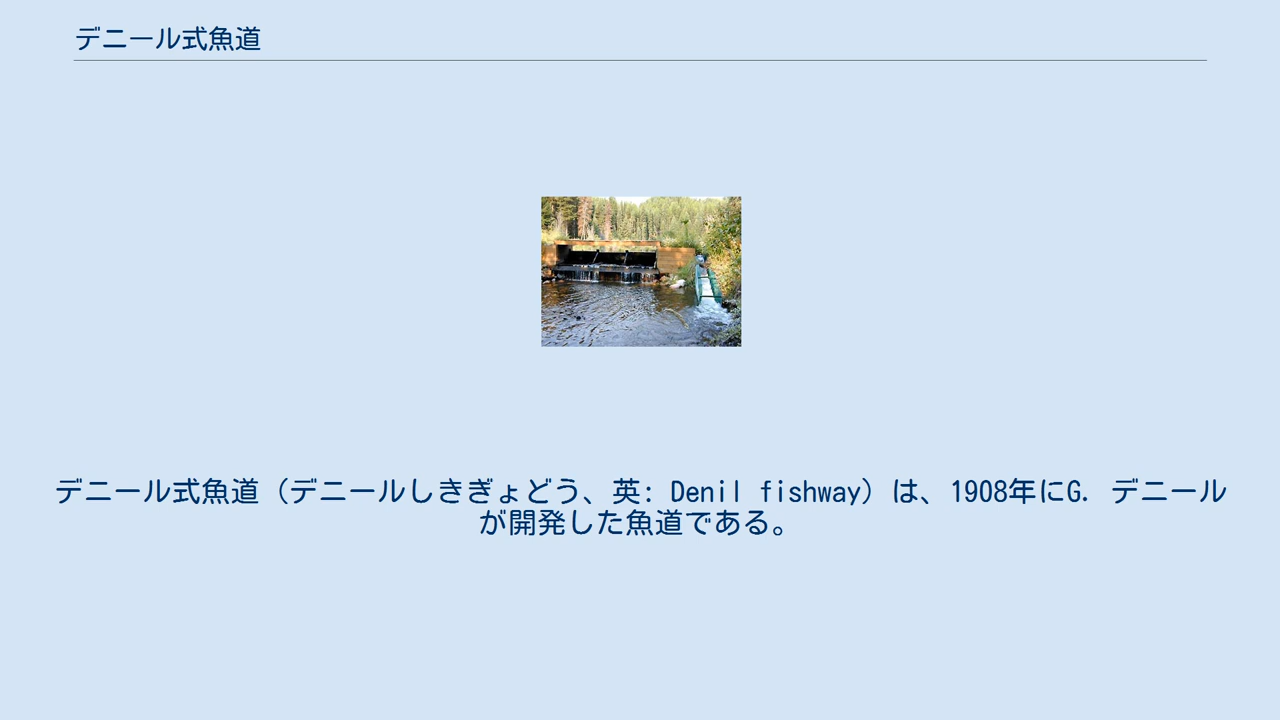 デニール式魚道
デニール式魚道（デニールしきぎょどう、英: Denil fishway）は、1908年にG. デニール
が開発した魚道である。